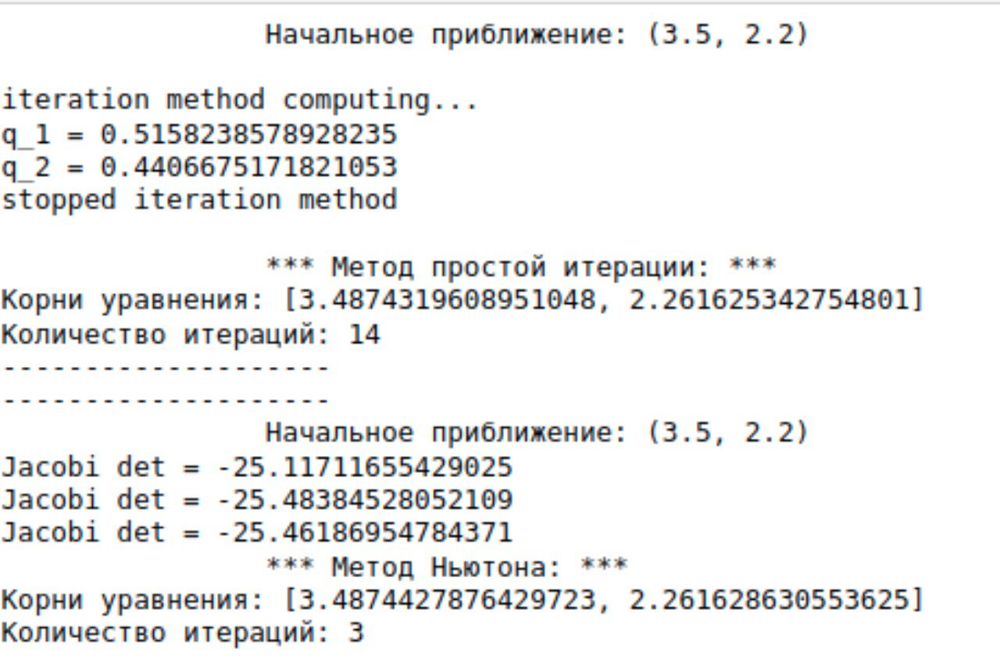 Начальное приближение: (3.5, 2.2)
iteration method computing...
q_1 = 0.5158238578928235
q_2 = 0.4406675171821053
stopped iteration method
*** Метод простой итерации: ***
Корни уравнения: [3.4874319608951048, 2.261625342754801]
Количество итераций: 14
--------------------
--------------------
Начальное приближение: (3.5, 2.2)
Jacobi det = -25.11711655429025
Jacobi det = -25.48384528052109
Jacobi det = -25.46186954784371
*** Метод Ньютона: ***
Корни уравнения: [3.4874427876429723, 2.261628630553625]
Количество итераций: 3